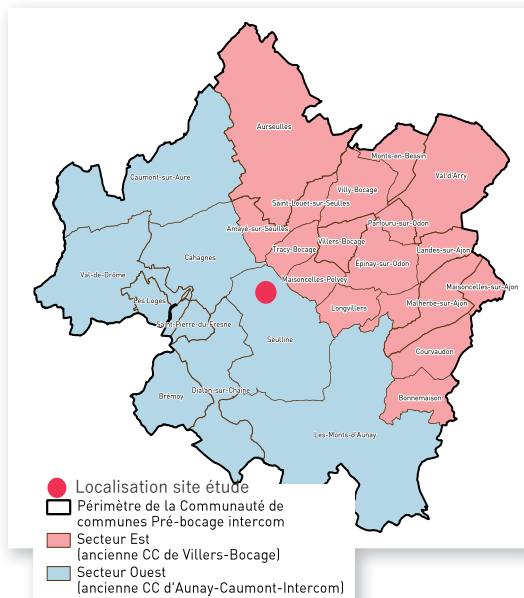 Aurseulles
Monts-en-Bessin
Val d'Arry
Caumont-sur-Aure
Villy-Bocage
Saint-Louet-sur-Seulles
Parfouru-sur-Odon
Amayé-sur-Seulles
Villers-Bocage
Tracy-Bocage
Landes-sur-Ajon
Cahagnes
Épinay-sur-Odon
Val-de-Drôme
Maisoncelles-Pelvey
Maisoncelles-sur-Ajon
Les Loges
Malherbe-sur-Ajon
Longvillers
Saint-Pierre-du-Fresne
Seulline
Courvaudon
Dialan-sur-Chaîne
Brémoy
Bonnemaison
Les-Monts-d'Aunay
Localisation site étude
Périmètre de la Communauté de
communes Pré-bocage intercom
Secteur Est
(ancienne CC de Villers-Bocage)
Secteur Ouest
(ancienne CC d'Aunay-Caumont-Intercom)